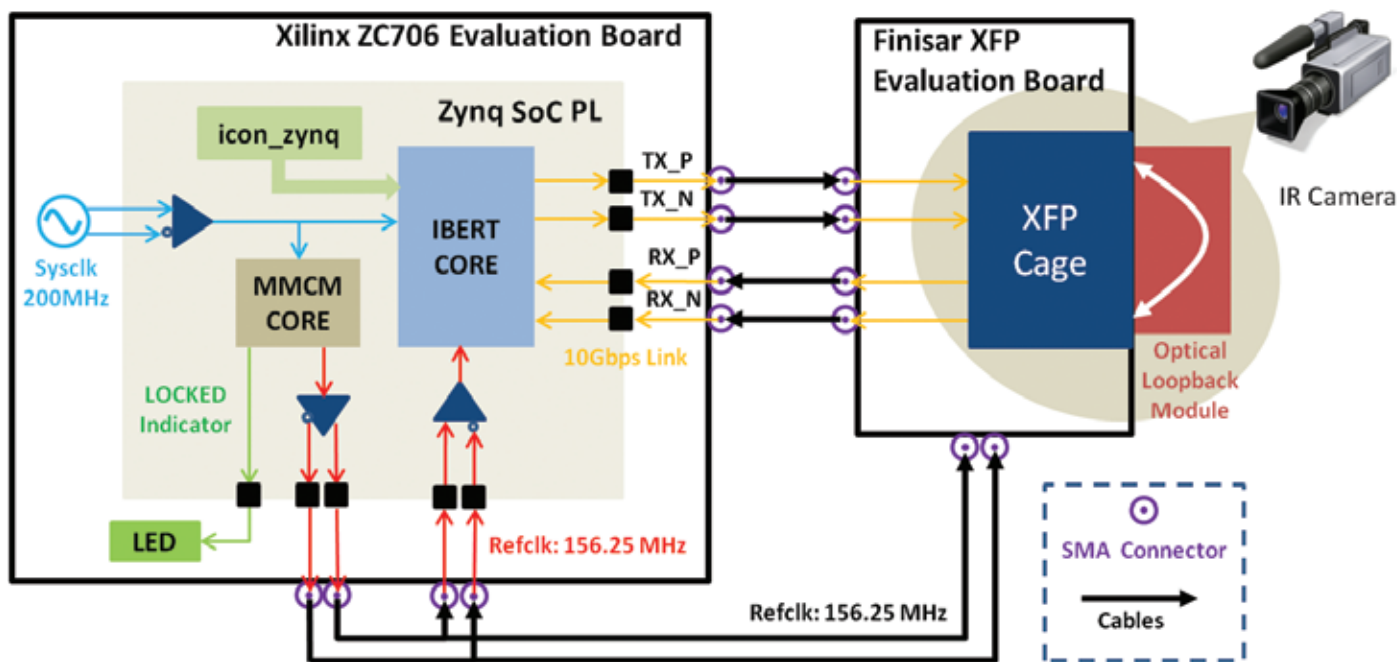 Xilinx ZC706 Evaluation Board
Finisar XFP
Evaluation Board
Zynq SoC PL
icon_zynq
IBERT
CORE
Sysclk
200MHz
MMCM
CORE
TX_P
TX_N
RX_P
RX_N
10Gbps Link
XFP
Cage
IR Camera
Optical
Loopback
Module
LOCKED
Indicator
LED
Refclk: 156.25 MHz
Refclk: 156.25 MHz
SMA Connector
Cables